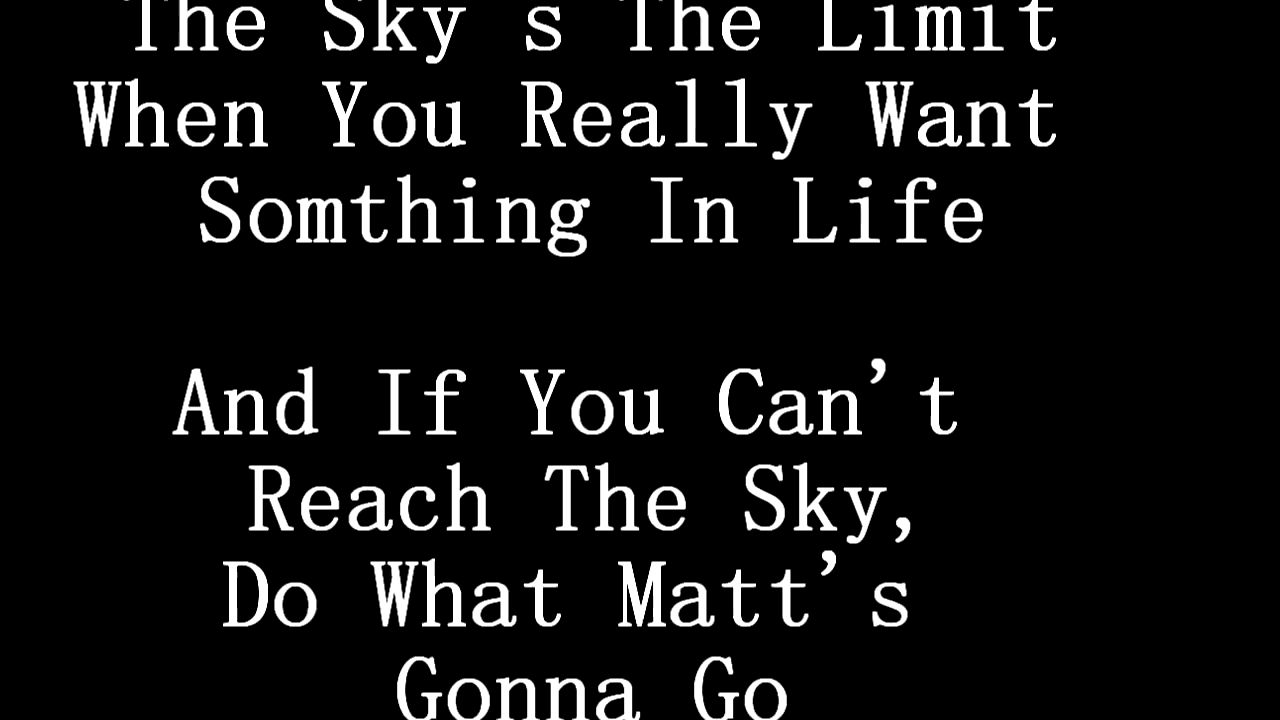 The Sky s The Limit
When You Really Want
Somthing In Life
And If You Can't
Reach The Sky,
Do What Matt's
Gonna Go